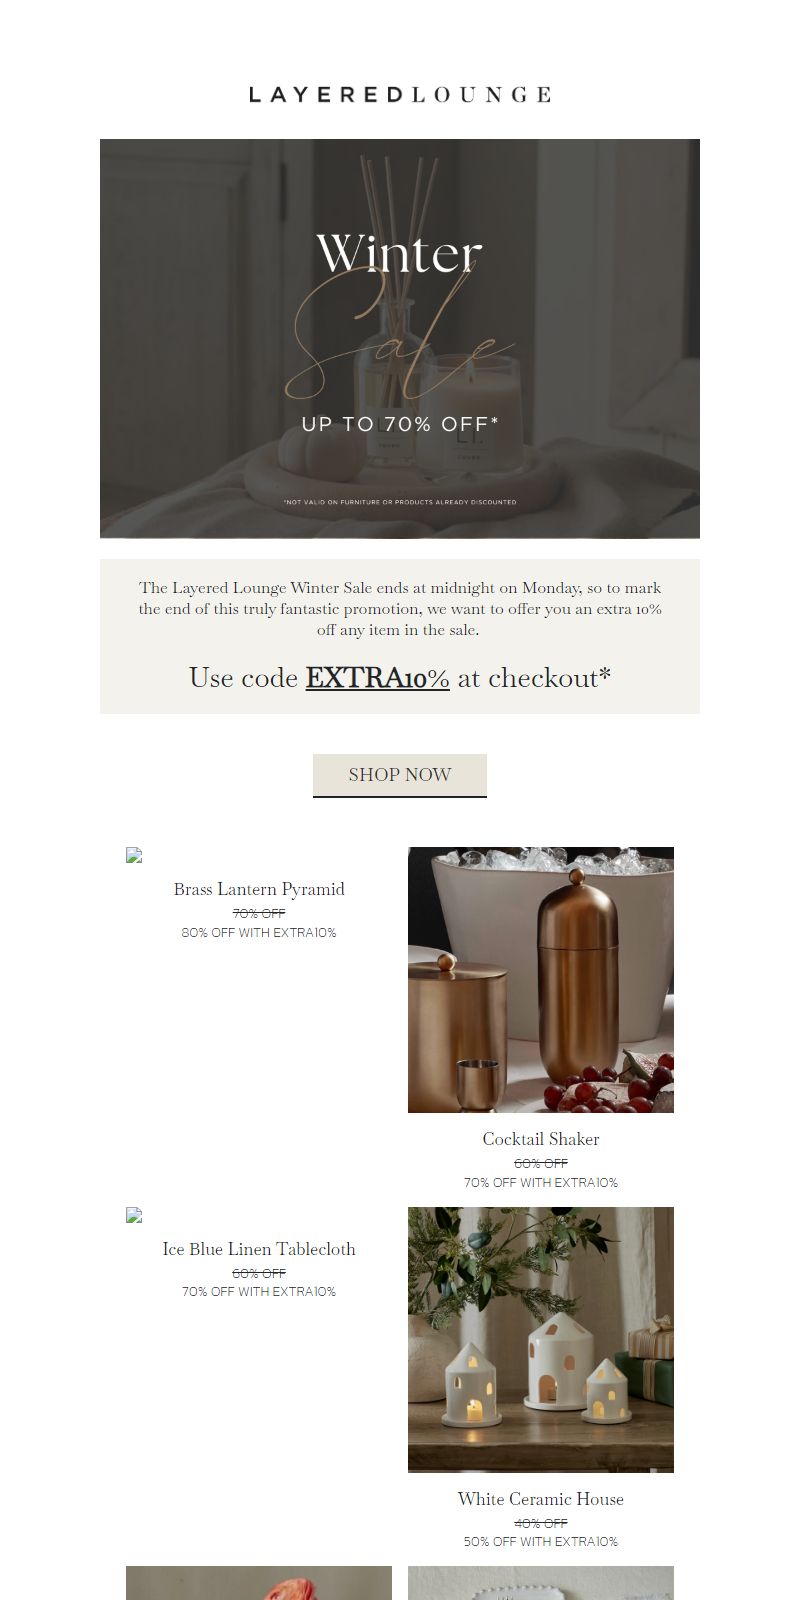 LAYEREDLOUNGE
Winter
Sale
UP TO 70% OFF*
*NOT VALID ON FURNITURE OR PRODUCTS ALREADY DISCOUNTED
The Layered Lounge Winter Sale ends at midnight on Monday, so to mark
the end of this truly fantastic promotion, we want to offer you an extra 10%
off any item in the sale.
Use code EXTRA10% at checkout*
SHOP NOW
Brass Lantern Pyramid
70% OFF
80% OFF WITH EXTRA10%
Cocktail Shaker
60% OFF
70% OFF WITH EXTRA10%
Ice Blue Linen Tablecloth
60% OFF
70% OFF WITH EXTRA10%
White Ceramic House
40% OFF
50% OFF WITH EXTRA10%